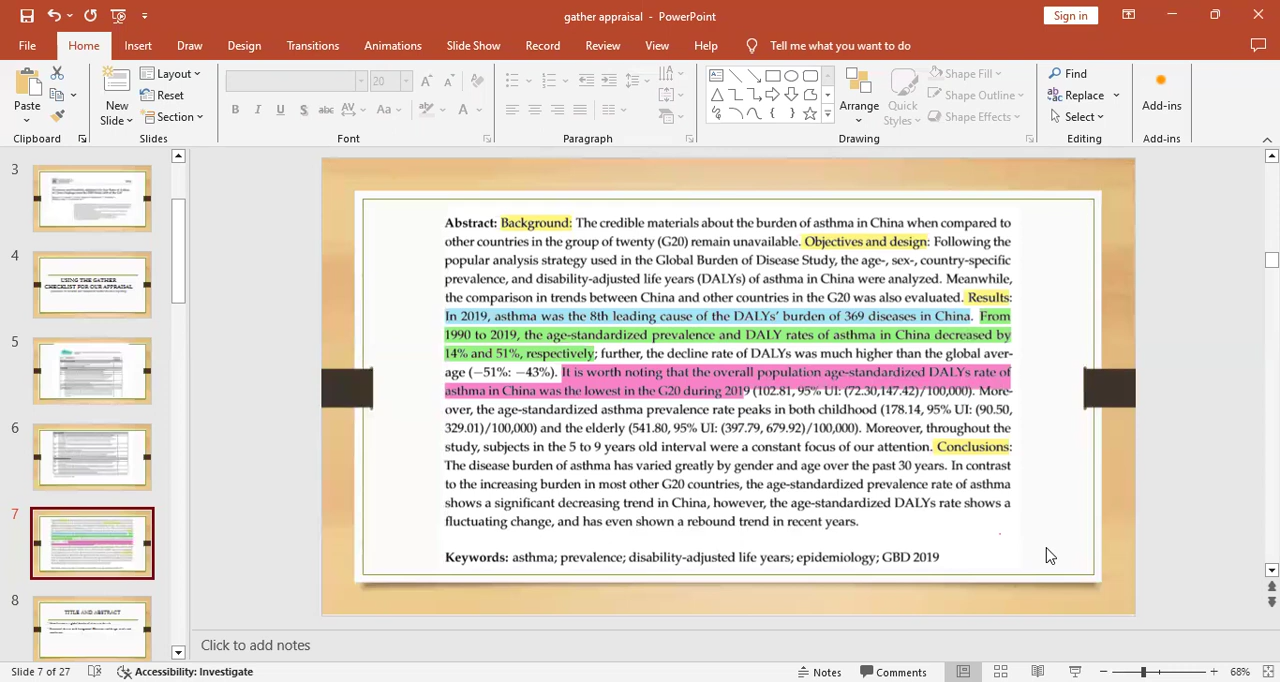 gather appraisal - PowerPoint
Sign in
File Home Insert Draw Design Transitions Animations Slide Show Record Review View Help Tell me what you want to do
Paste
Clipboard
New Slide
Layout
Reset
Section
Slides
20
B I U S abc AV Aa A
Font
Paragraph
Arrange
Quick Styles
Shape Fill
Shape Outline
Shape Effects
Drawing
Find
Replace
Select
Editing
Add-ins
Add-ins
3
4
USING THE GATHER
CHECKLIST FOR OUR APPRAISAL
5
6
7
8
TITLE AND ABSTRACT
Abstract: Background: The credible materials about the burden of asthma in China when compared to
other countries in the group of twenty (G20) remain unavailable. Objectives and design: Following the
popular analysis strategy used in the Global Burden of Disease Study, the age-, sex-, country-specific
prevalence, and disability-adjusted life years (DALYs) of asthma in China were analyzed. Meanwhile,
the comparison in trends between China and other countries in the G20 was also evaluated. Results:
In 2019, asthma was the 8th leading cause of the DALYs’ burden of 369 diseases in China. From
1990 to 2019, the age-standardized prevalence and DALY rates of asthma in China decreased by
14% and 51%, respectively; further, the decline rate of DALYs was much higher than the global aver-
age (−51%: −43%). It is worth noting that the overall population age-standardized DALYs rate of
asthma in China was the lowest in the G20 during 2019 (102.81, 95% UI: (72.30,147.42)/100,000). More-
over, the age-standardized asthma prevalence rate peaks in both childhood (178.14, 95% UI: (90.50,
329.01)/100,000) and the elderly (541.80, 95% UI: (397.79, 679.92)/100,000). Moreover, throughout the
study, subjects in the 5 to 9 years old interval were a constant focus of our attention. Conclusions:
The disease burden of asthma has varied greatly by gender and age over the past 30 years. In contrast
to the increasing burden in most other G20 countries, the age-standardized prevalence rate of asthma
shows a significant decreasing trend in China, however, the age-standardized DALYs rate shows a
fluctuating change, and has even shown a rebound trend in recent years.
Keywords: asthma; prevalence; disability-adjusted life years; epidemiology; GBD 2019
Click to add notes
Slide 7 of 27 Accessibility: Investigate Notes Comments 68%